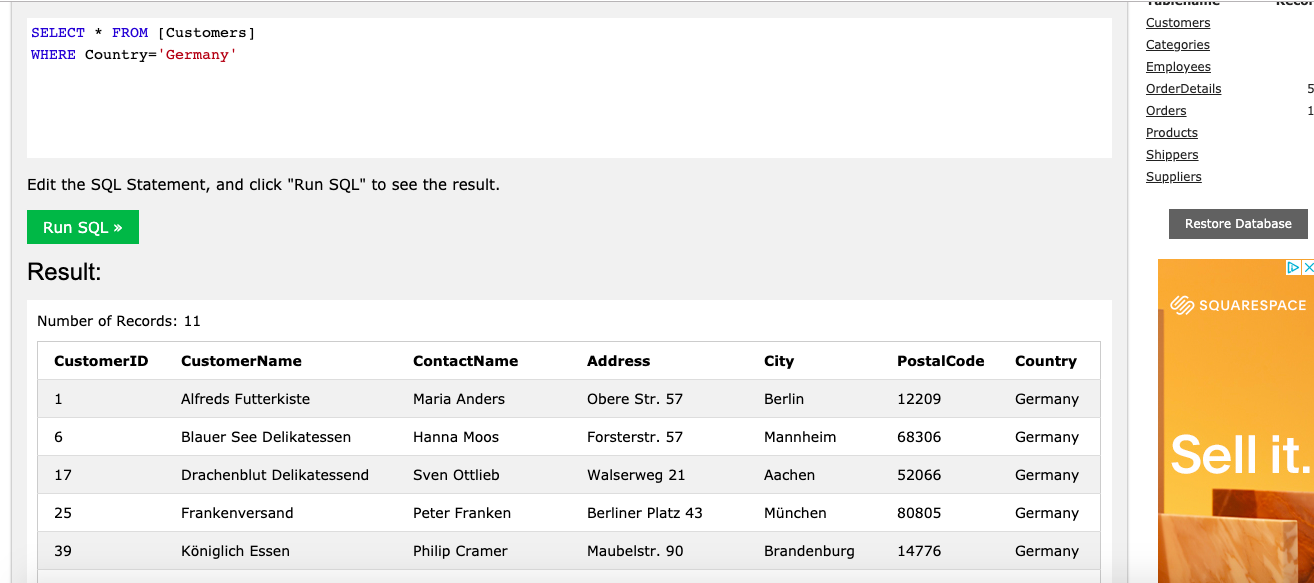 SELECT * FROM [Customers]
WHERE Country='Germany'
Edit the SQL Statement, and click "Run SQL" to see the result.
Run SQL »
Result:
Number of Records: 11
CustomerID CustomerName ContactName Address City PostalCode Country
1 Alfreds Futterkiste Maria Anders Obere Str. 57 Berlin 12209 Germany
6 Blauer See Delikatessen Hanna Moos Forsterstr. 57 Mannheim 68306 Germany
17 Drachenblut Delikatessend Sven Ottlieb Walserweg 21 Aachen 52066 Germany
25 Frankenversand Peter Franken Berliner Platz 43 München 80805 Germany
39 Königlich Essen Philip Cramer Maubelstr. 90 Brandenburg 14776 Germany
Tablename
Customers
Categories
Employees
OrderDetails 5
Orders 1
Products
Shippers
Suppliers
Restore Database
SQUARESPACE
Sell it.